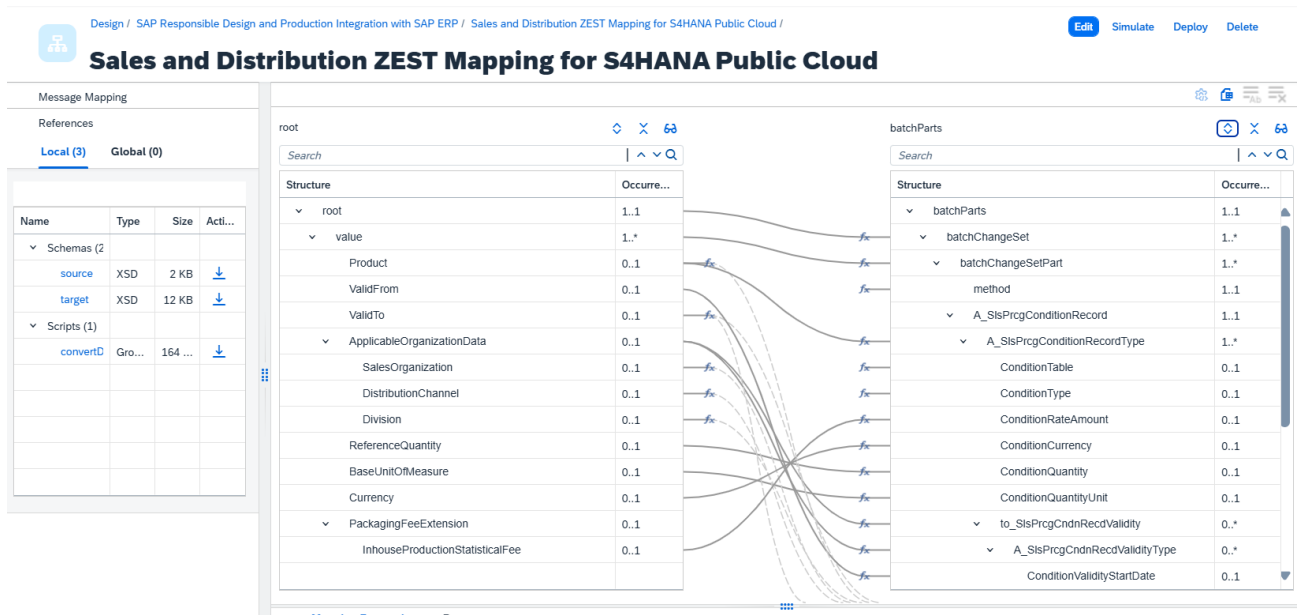 Design / SAP Responsible Design and Production Integration with SAP ERP / Sales and Distribution ZEST Mapping for S4HANA Public Cloud /
Edit Simulate Deploy Delete
Sales and Distribution ZEST Mapping for S4HANA Public Cloud
Message Mapping
References
Local (3) Global (0)
Name Type Size Acti...
Schemas (2
source XSD 2 KB
target XSD 12 KB
Scripts (1)
convertD Gro... 164 ...
root
Search
Structure Occurre...
root 1..1
value 1..*
Product 0..1
ValidFrom 0..1
ValidTo 0..1
ApplicableOrganizationData 0..1
SalesOrganization 0..1
DistributionChannel 0..1
Division 0..1
ReferenceQuantity 0..1
BaseUnitOfMeasure 0..1
Currency 0..1
PackagingFeeExtension 0..1
InhouseProductionStatisticalFee 0..1
batchParts
Search
Structure Occurre...
batchParts 1..1
batchChangeSet 1..*
batchChangeSetPart 1..*
method 1..1
A_SlsPrcgConditionRecord 1..1
A_SlsPrcgConditionRecordType 1..*
ConditionTable 0..1
ConditionType 0..1
ConditionRateAmount 0..1
ConditionCurrency 0..1
ConditionQuantity 0..1
ConditionQuantityUnit 0..1
to_SlsPrcgCndnRecdValidity 0..*
A_SlsPrcgCndnRecdValidityType 0..*
ConditionValidityStartDate 0..1